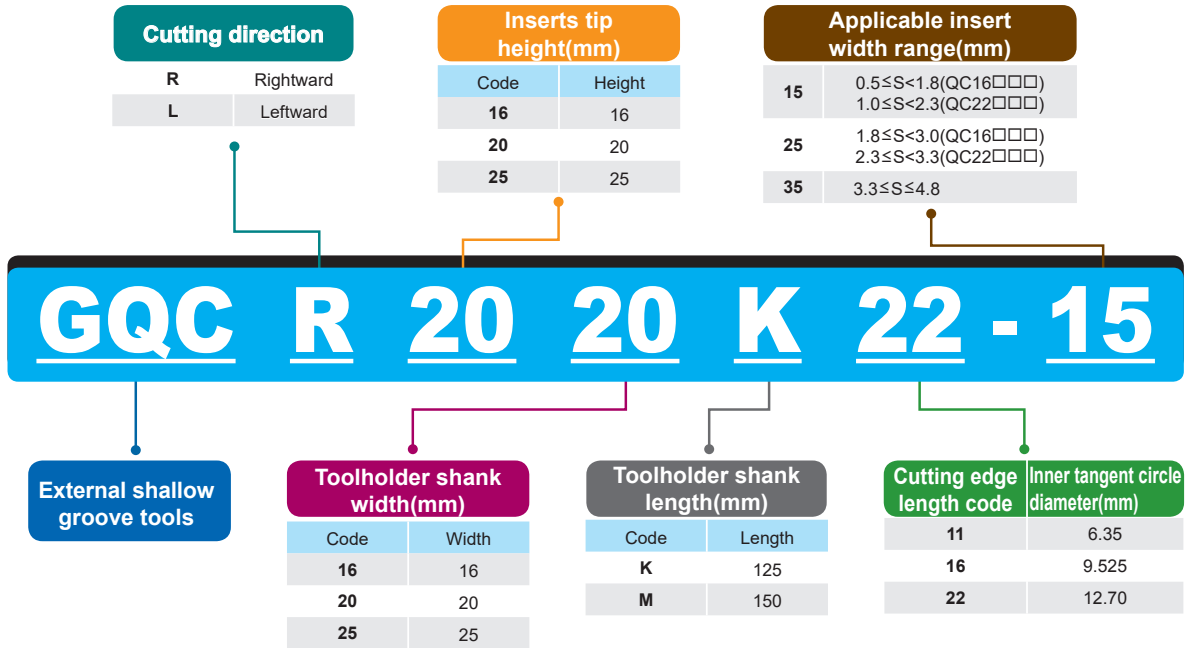 Cutting direction
R Rightward
L Leftward
Inserts tip
height(mm)
Code Height
16 16
20 20
25 25
Applicable insert
width range(mm)
15 0.5≤S<1.8(QC16□□□)
1.0≤S<2.3(QC22□□□)
25 1.8≤S<3.0(QC16□□□)
2.3≤S<3.3(QC22□□□)
35 3.3≤S≤4.8
GQC R 20 20 K 22 - 15
External shallow
groove tools
Toolholder shank
width(mm)
Code Width
16 16
20 20
25 25
Toolholder shank
length(mm)
Code Length
K 125
M 150
Cutting edge
length code
Inner tangent circle
diameter(mm)
11 6.35
16 9.525
22 12.70